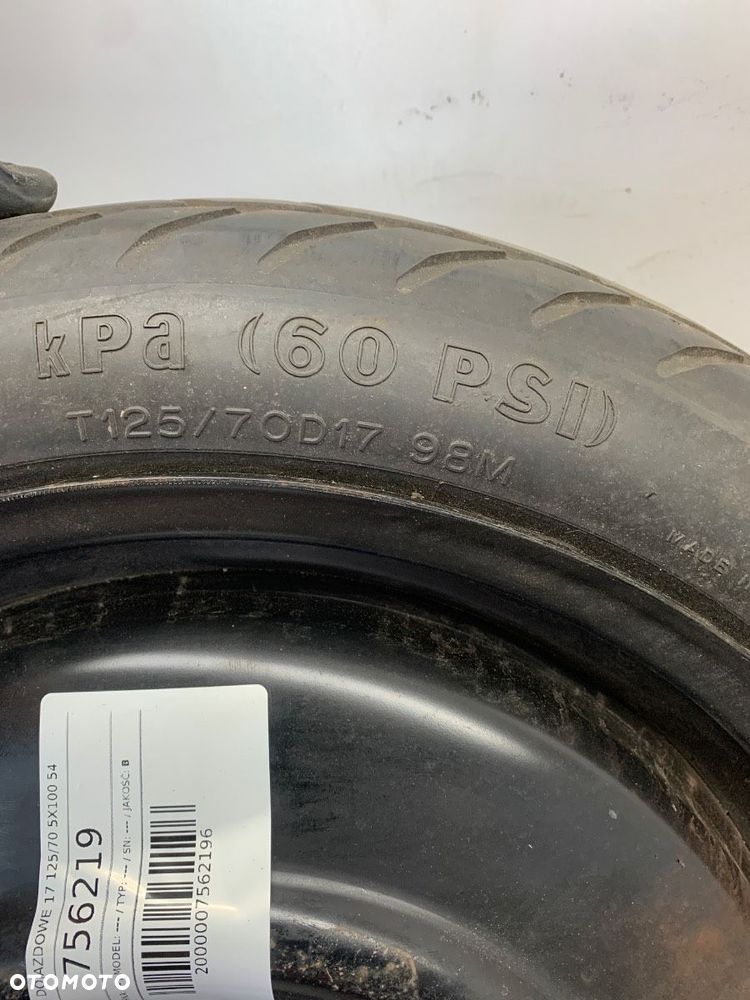 kPa (60 PSI)
T125/70D17 98M
MADE
DOJAZDOWE 17 125/70 5X100 54
756219
MODEL: --- / TYP: --- / SN: --- / JAKOŚĆ: B
2000007562196
OTOMOTO